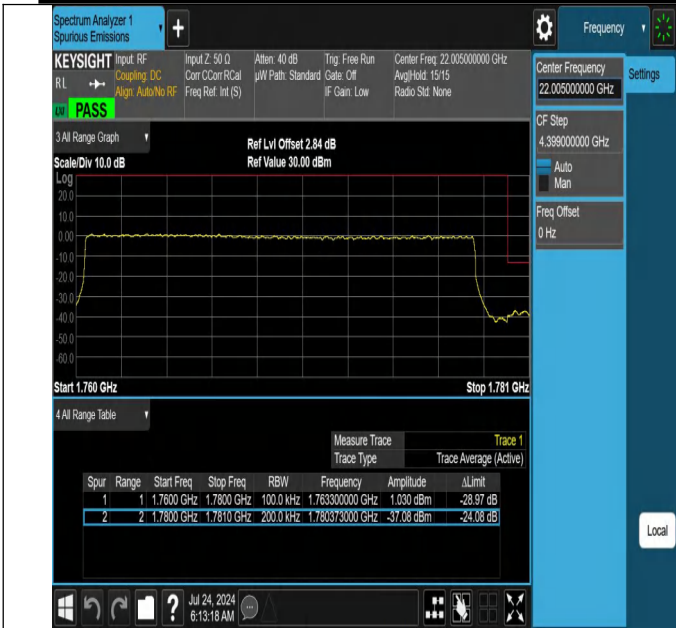 Spectrum Analyzer 1
Spurious Emissions
+
Frequency
KEYSIGHT
RL
PASS
Input: RF
Coupling: DC
Align: Auto/No RF
Input Z: 50 Ω
Corr CCorr RCal
Freq Ref: Int (S)
Atten: 40 dB
µW Path: Standard
Trig: Free Run
Gate: Off
IF Gain: Low
Center Freq: 22.005000000 GHz
Avg|Hold: 15/15
Radio Std: None
Center Frequency
22.005000000 GHz
Settings
CF Step
4.399000000 GHz
Auto
Man
Freq Offset
0 Hz
3 All Range Graph
Scale/Div 10.0 dB
Ref Lvl Offset 2.84 dB
Ref Value 30.00 dBm
Log
20.0
10.0
0.00
-10.0
-20.0
-30.0
-40.0
-50.0
-60.0
Start 1.760 GHz
Stop 1.781 GHz
4 All Range Table
Measure Trace Trace 1
Trace Type Trace Average (Active)
Spur Range Start Freq Stop Freq RBW Frequency Amplitude ΔLimit
1 1 1.7600 GHz 1.7800 GHz 100.0 kHz 1.763300000 GHz 1.030 dBm -28.97 dB
2 2 1.7800 GHz 1.7810 GHz 200.0 kHz 1.780373000 GHz -37.08 dBm -24.08 dB
Local
?
Jul 24, 2024
6:13:18 AM